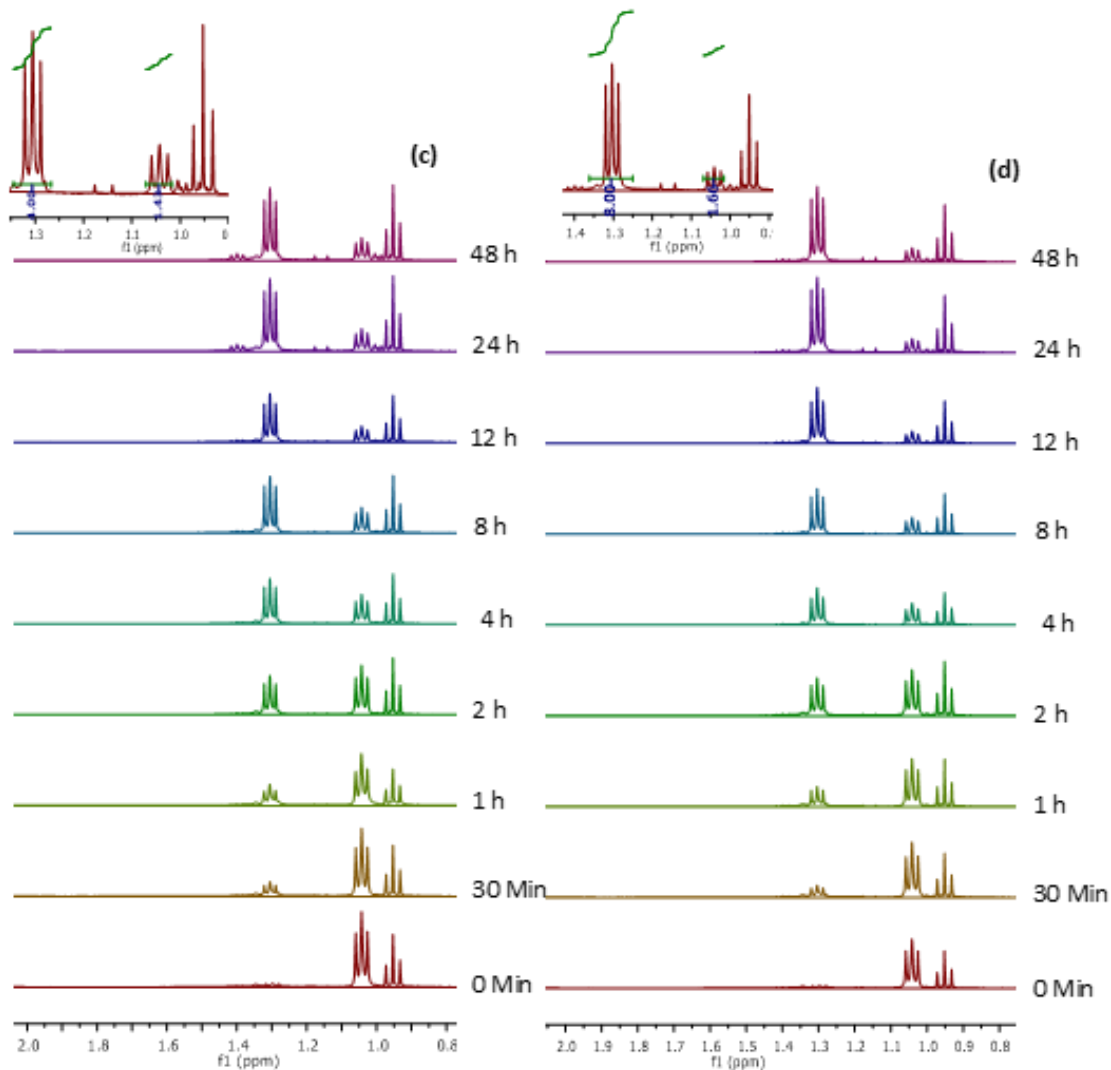 (c)
1.3 1.2 1.1 1.0 0
f1 (ppm)
48 h
24 h
12 h
8 h
4 h
2 h
1 h
30 Min
0 Min
2.0 1.8 1.6 1.4 1.2 1.0 0.8
f1 (ppm)
(d)
3.00
1.4 1.3 1.2 1.1 1.0 0.9
f1 (ppm)
48 h
24 h
12 h
8 h
4 h
2 h
1 h
30 Min
0 Min
2.0 1.9 1.8 1.7 1.6 1.5 1.4 1.3 1.2 1.1 1.0 0.9 0.8
f1 (ppm)